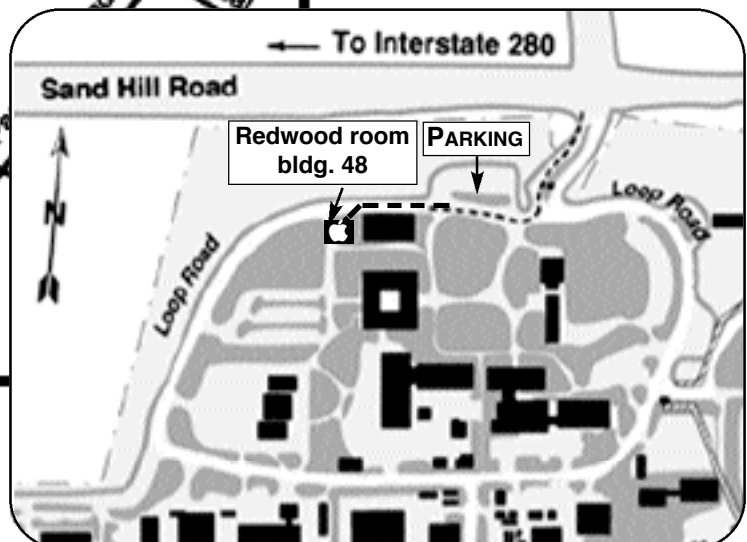 To Interstate 280
Sand Hill Road
Redwood room
bldg. 48
PARKING
Loop Road
N
Loop Road